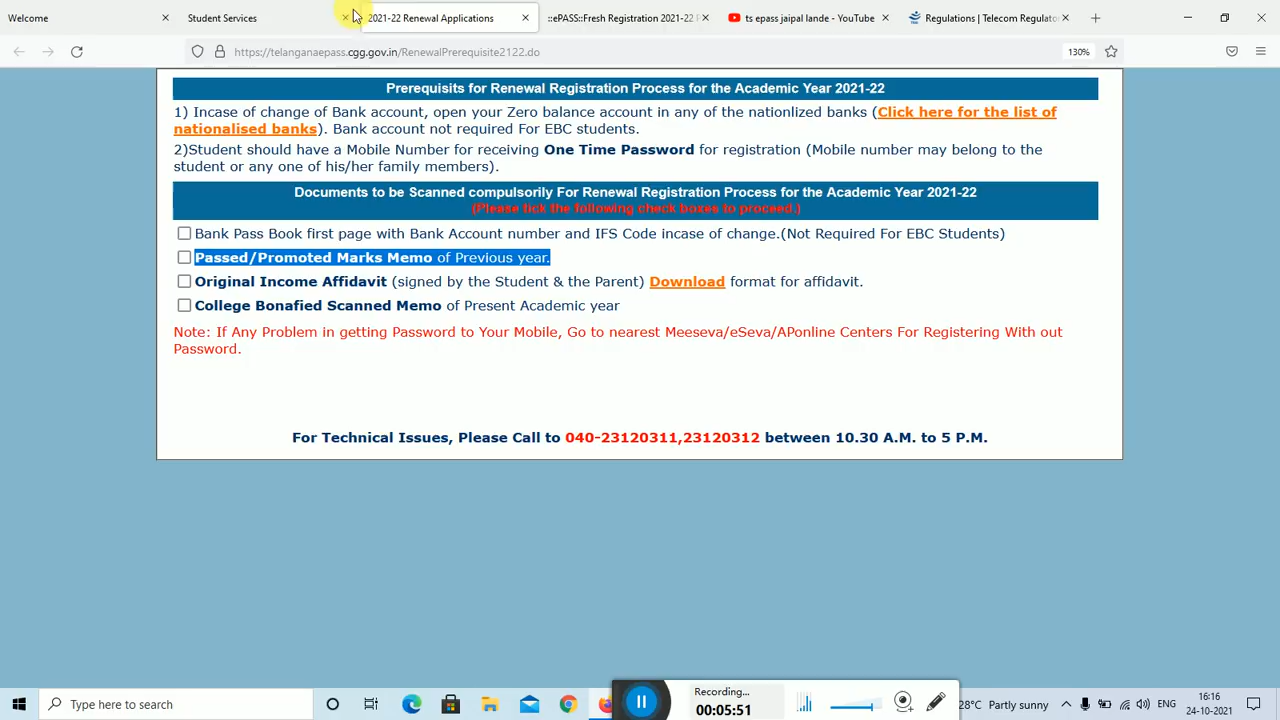 Welcome
Student Services
2021-22 Renewal Applications
::ePASS::Fresh Registration 2021-22
ts epass jaipal lande - YouTube
Regulations | Telecom Regulato
https://telanganaepass.cgg.gov.in/RenewalPrerequisite2122.do
130%
Prerequisits for Renewal Registration Process for the Academic Year 2021-22
1) Incase of change of Bank account, open your Zero balance account in any of the nationlized banks (Click here for the list of
nationalised banks). Bank account not required For EBC students.
2)Student should have a Mobile Number for receiving One Time Password for registration (Mobile number may belong to the
student or any one of his/her family members).
Documents to be Scanned compulsorily For Renewal Registration Process for the Academic Year 2021-22
(Please tick the following check boxes to proceed.)
Bank Pass Book first page with Bank Account number and IFS Code incase of change.(Not Required For EBC Students)
Passed/Promoted Marks Memo of Previous year.
Original Income Affidavit (signed by the Student & the Parent) Download format for affidavit.
College Bonafied Scanned Memo of Present Academic year
Note: If Any Problem in getting Password to Your Mobile, Go to nearest Meeseva/eSeva/APonline Centers For Registering With out
Password.
For Technical Issues, Please Call to 040-23120311,23120312 between 10.30 A.M. to 5 P.M.
Type here to search
Recording...
00:05:51
28°C Partly sunny
ENG
16:16
24-10-2021